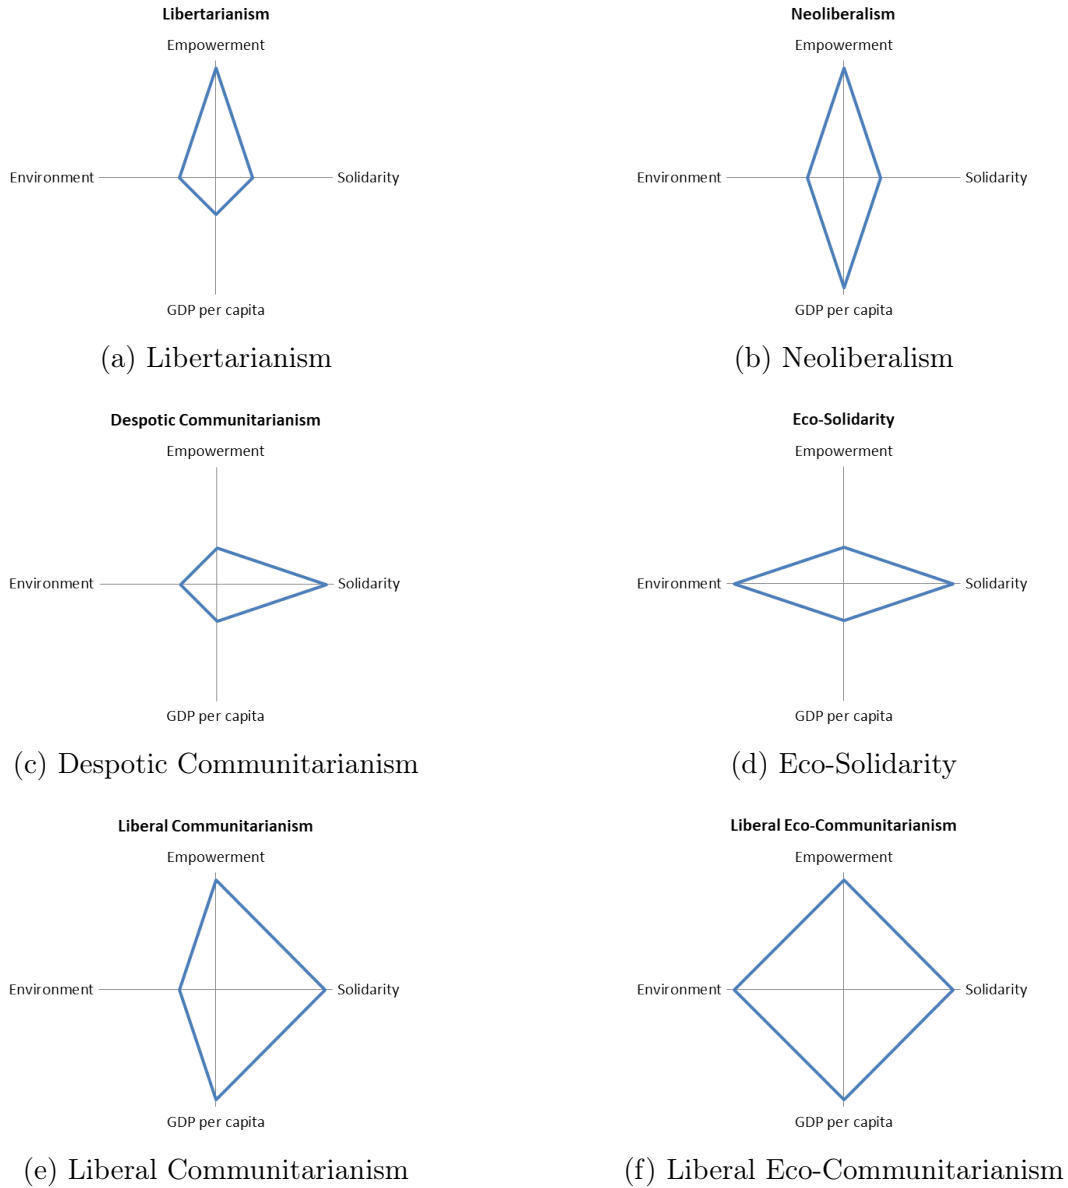 Libertarianism
Empowerment
Environment
Solidarity
GDP per capita
(a) Libertarianism
Neoliberalism
Empowerment
Environment
Solidarity
GDP per capita
(b) Neoliberalism
Despotic Communitarianism
Empowerment
Environment
Solidarity
GDP per capita
(c) Despotic Communitarianism
Eco-Solidarity
Empowerment
Environment
Solidarity
GDP per capita
(d) Eco-Solidarity
Liberal Communitarianism
Empowerment
Environment
Solidarity
GDP per capita
(e) Liberal Communitarianism
Liberal Eco-Communitarianism
Empowerment
Environment
Solidarity
GDP per capita
(f) Liberal Eco-Communitarianism